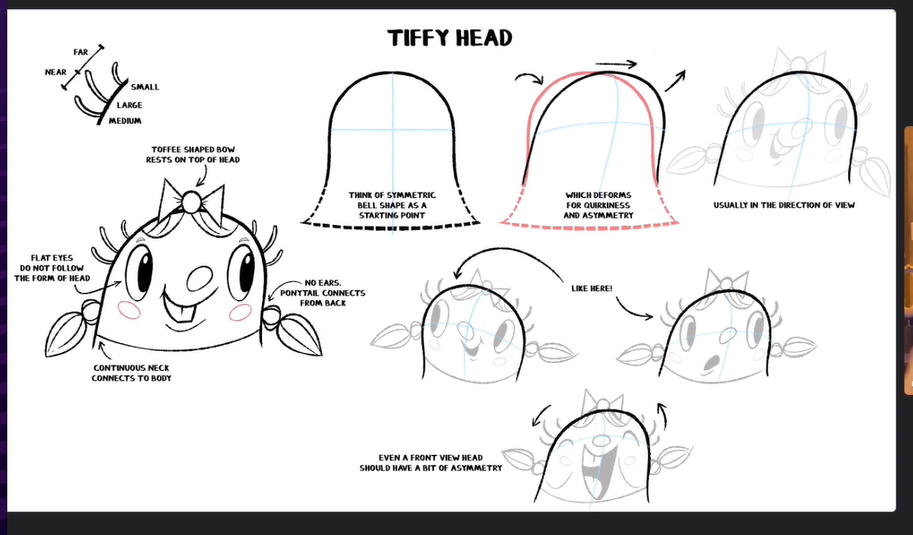 TIFFY HEAD
FAR
NEAR
SMALL
LARGE
MEDIUM
TOFFEE SHAPED BOW
RESTS ON TOP OF HEAD
THINK OF SYMMETRIC
BELL SHAPE AS A
STARTING POINT
WHICH DEFORMS
FOR QUIRKINESS
AND ASYMMETRY
USUALLY IN THE DIRECTION OF VIEW
FLAT EYES
DO NOT FOLLOW
THE FORM OF HEAD
NO EARS.
PONYTAIL CONNECTS
FROM BACK
LIKE HERE!
CONTINUOUS NECK
CONNECTS TO BODY
EVEN A FRONT VIEW HEAD
SHOULD HAVE A BIT OF ASYMMETRY